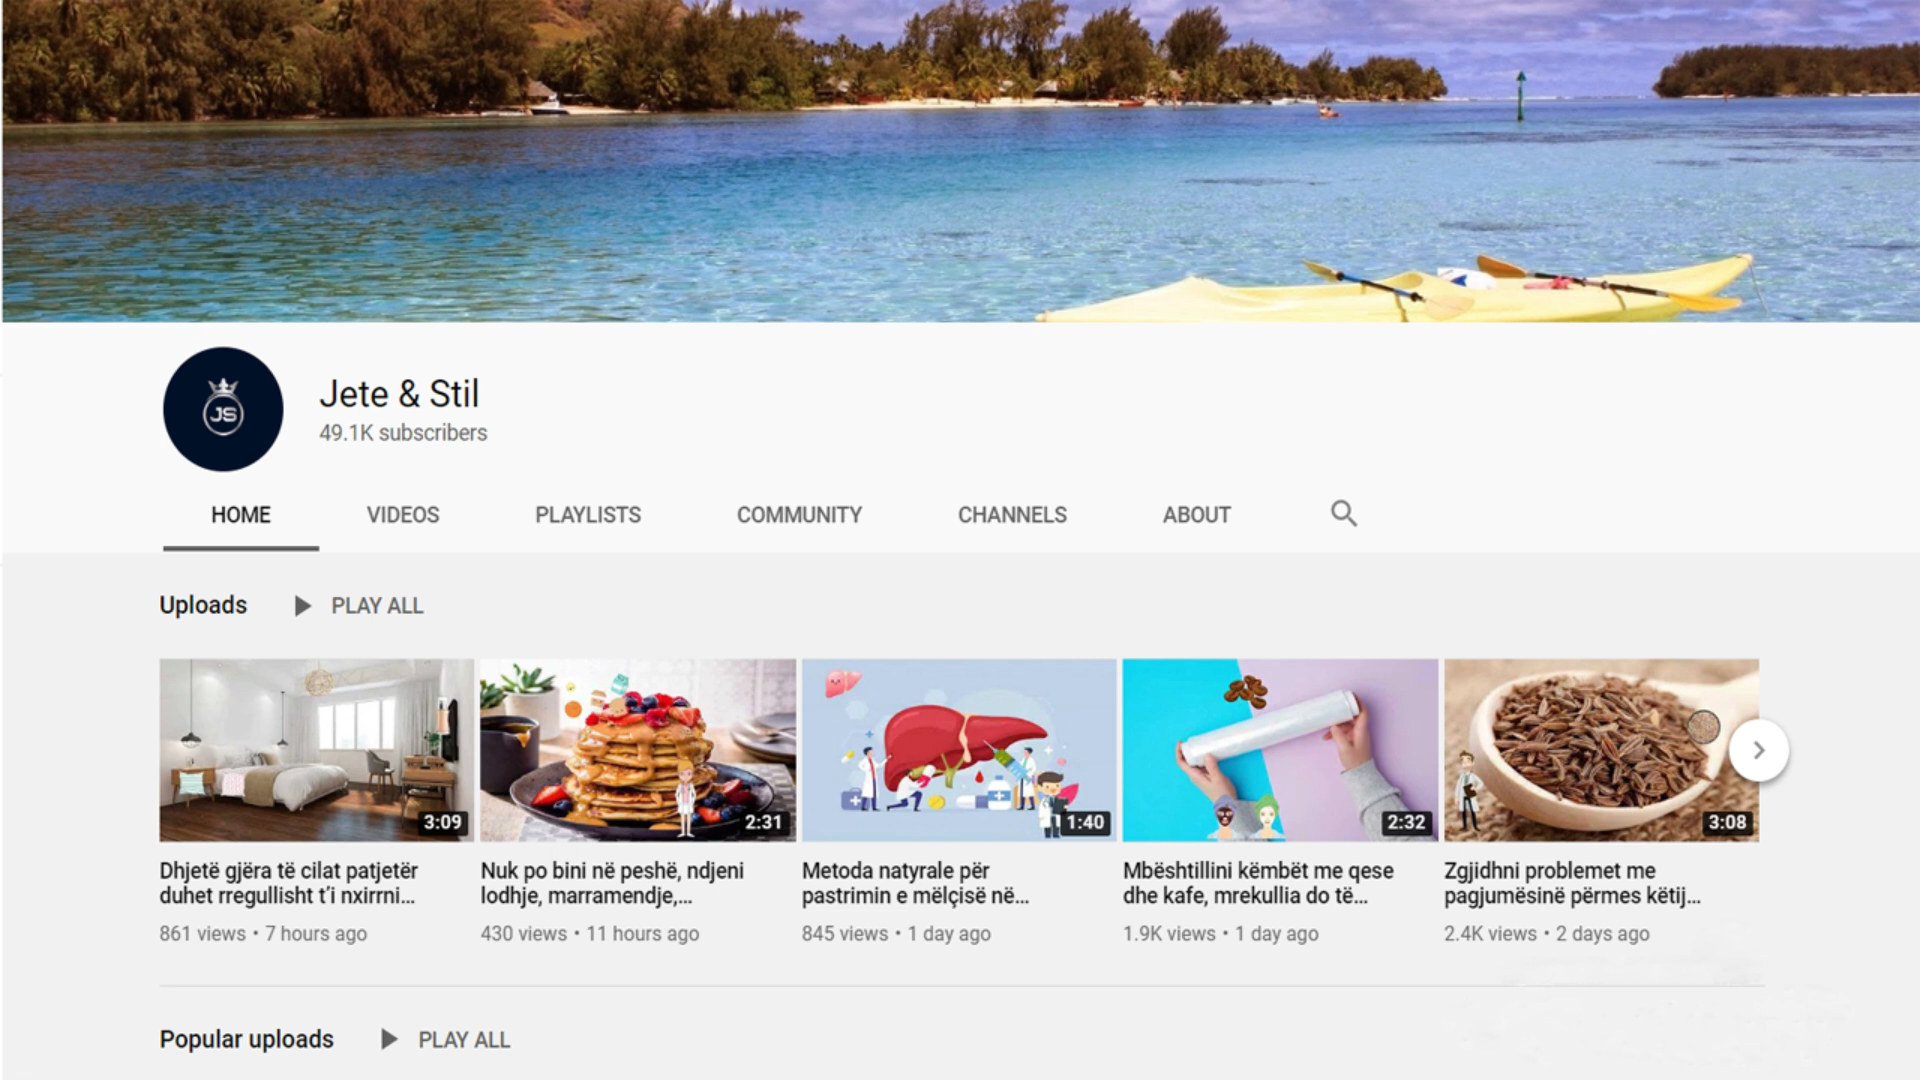 JS
Jete & Stil
49.1K subscribers
HOME VIDEOS PLAYLISTS COMMUNITY CHANNELS ABOUT
Uploads PLAY ALL
3:09 2:31 1:40 2:32 3:08
Dhjetë gjëra të cilat patjetër
duhet rregullisht t'i nxirrni...
861 views • 7 hours ago
Nuk po bini në peshë, ndjeni
lodhje, marramendje,...
430 views • 11 hours ago
Metoda natyrale për
pastrimin e mëlçisë në...
845 views • 1 day ago
Mbështillini këmbët me qese
dhe kafe, mrekullia do të...
1.9K views • 1 day ago
Zgjidhni problemet me
pagjumësinë përmes këtij...
2.4K views • 2 days ago
Popular uploads PLAY ALL